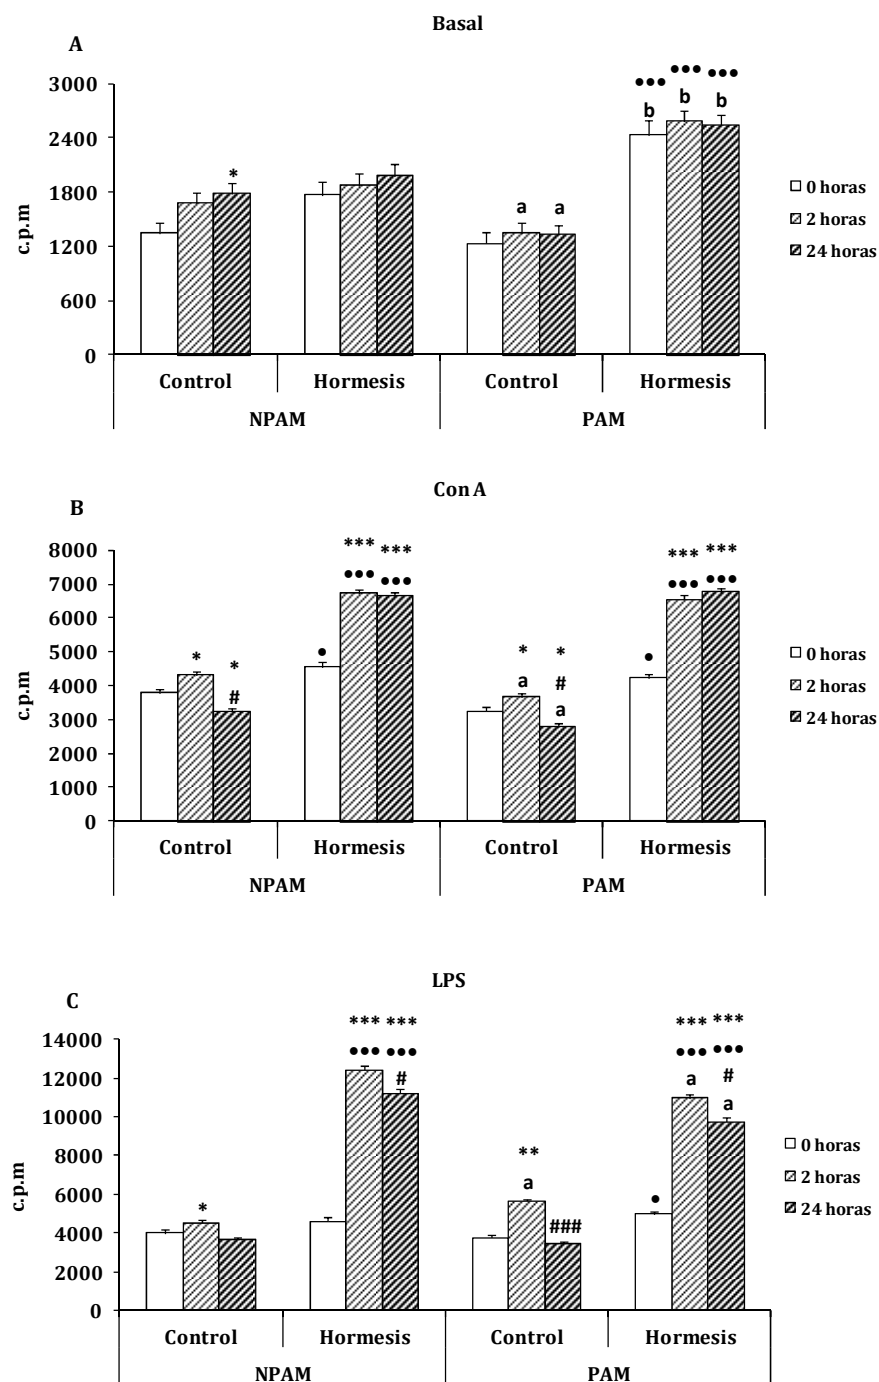 Basal
A
3000
2400
1800
1200
600
0
c.p.m
*
a a
●●● ●●● ●●●
b b b
0 horas
2 horas
24 horas
Control Hormesis Control Hormesis
NPAM PAM
Con A
B
8000
7000
6000
5000
4000
3000
2000
1000
0
c.p.m
*** *** *** ***
●●● ●●● ●●● ●●●
* * ● * * ●
# a #
a
0 horas
2 horas
24 horas
Control Hormesis Control Hormesis
NPAM PAM
LPS
C
14000
12000
10000
8000
6000
4000
2000
0
c.p.m
*** *** *** ***
●●● ●●● ●●● ●●●
# a #
a
* ** ●
a ###
0 horas
2 horas
24 horas
Control Hormesis Control Hormesis
NPAM PAM